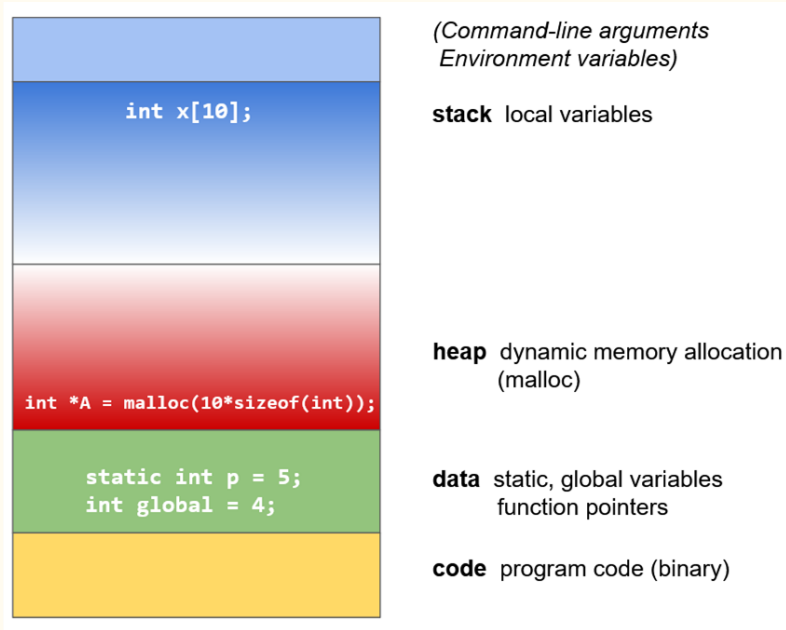 (Command-line arguments
Environment variables)
int x[10];
stack local variables
heap dynamic memory allocation
(malloc)
int *A = malloc(10*sizeof(int));
static int p = 5;
int global = 4;
data static, global variables
function pointers
code program code (binary)